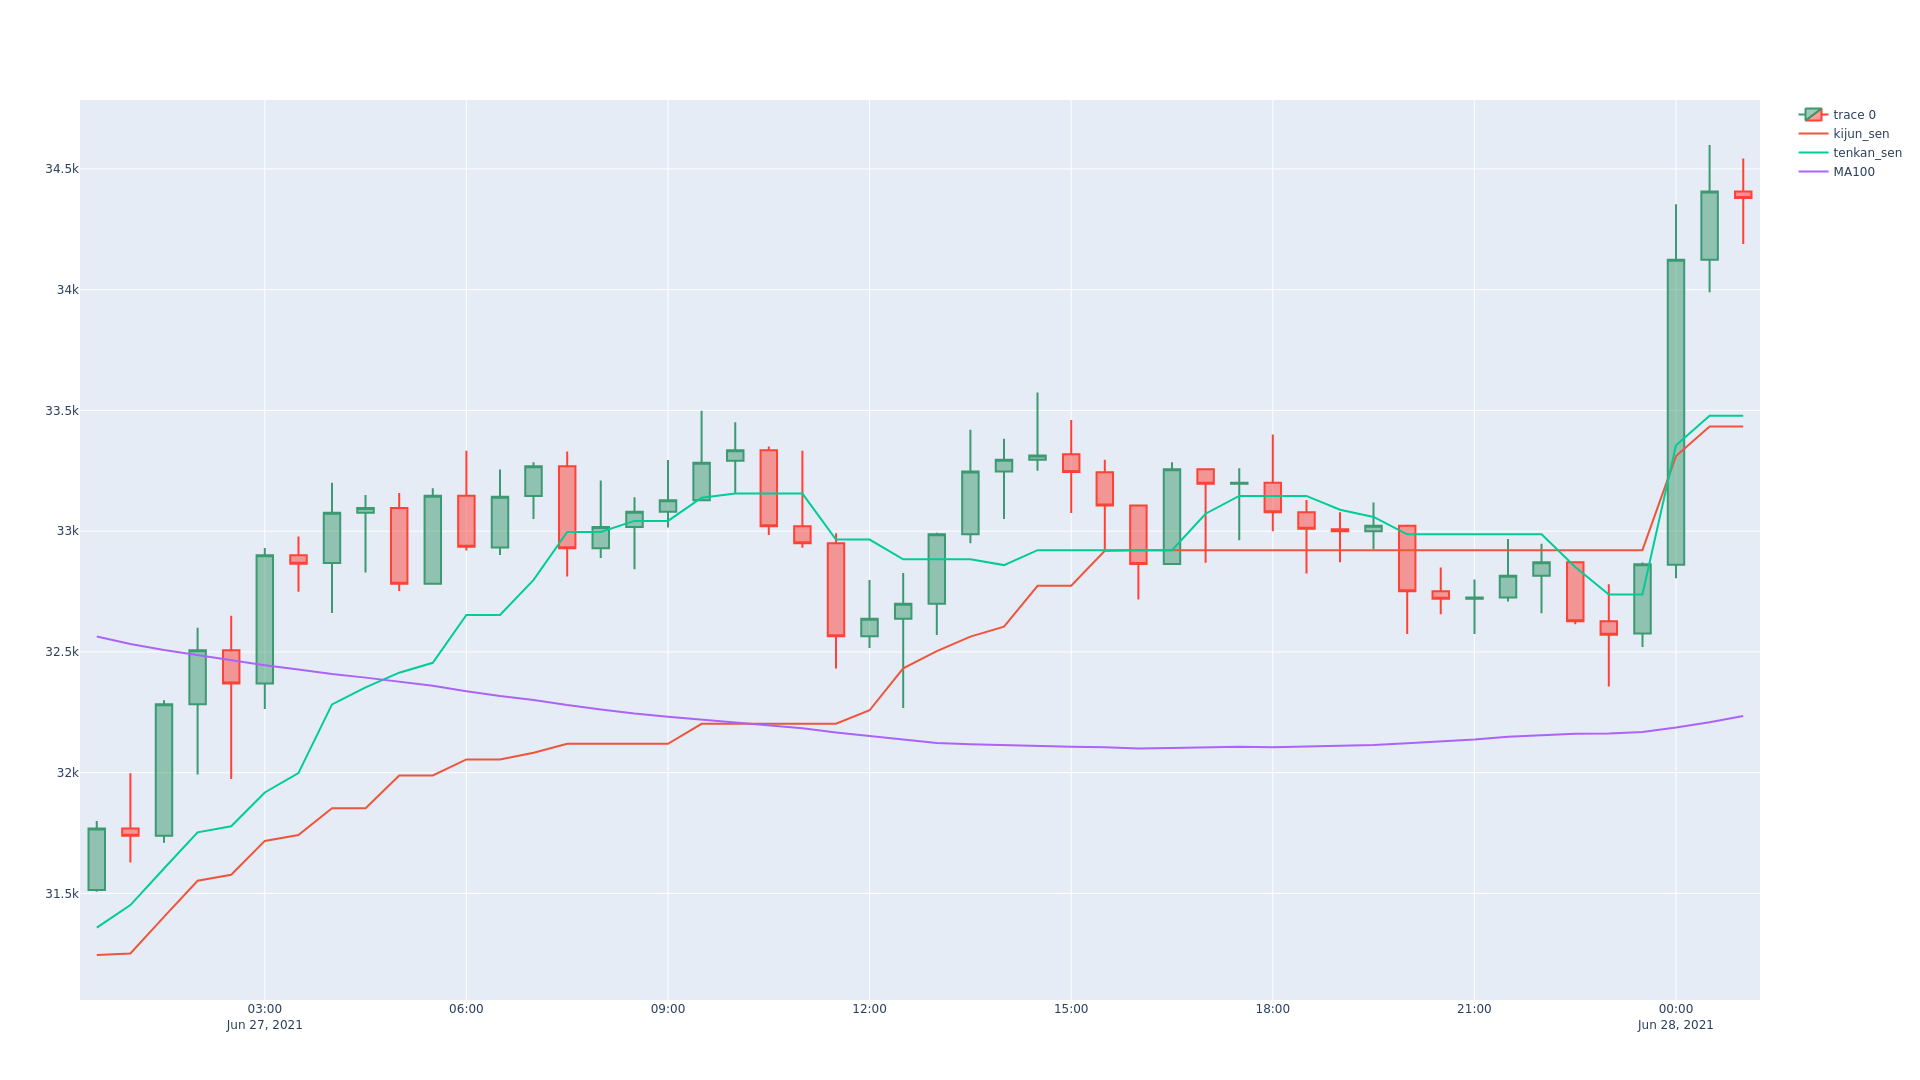 trace 0
kijun_sen
tenkan_sen
MA100
34.5k
34k
33.5k
33k
32.5k
32k
31.5k
03:00 06:00 09:00 12:00 15:00 18:00 21:00 00:00
Jun 27, 2021 Jun 28, 2021